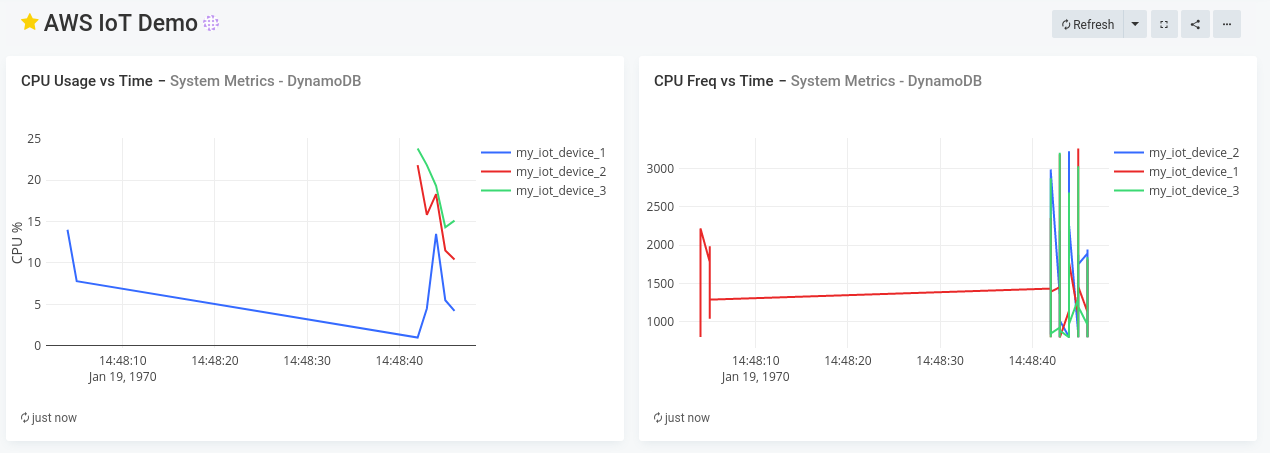 AWS IoT Demo
Refresh
CPU Usage vs Time – System Metrics - DynamoDB
CPU %
25
20
15
10
5
0
14:48:10
14:48:20
14:48:30
14:48:40
Jan 19, 1970
my_iot_device_1
my_iot_device_2
my_iot_device_3
just now
CPU Freq vs Time – System Metrics - DynamoDB
3000
2500
2000
1500
1000
14:48:10
14:48:20
14:48:30
14:48:40
Jan 19, 1970
my_iot_device_2
my_iot_device_1
my_iot_device_3
just now